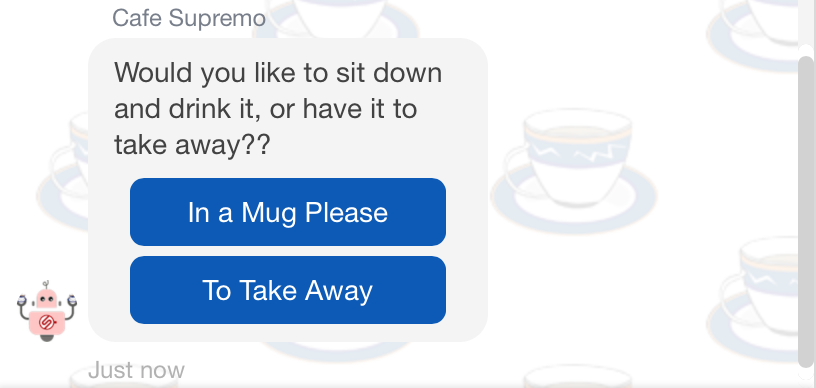 Cafe Supremo
Would you like to sit down
and drink it, or have it to
take away??
In a Mug Please
To Take Away
Just now